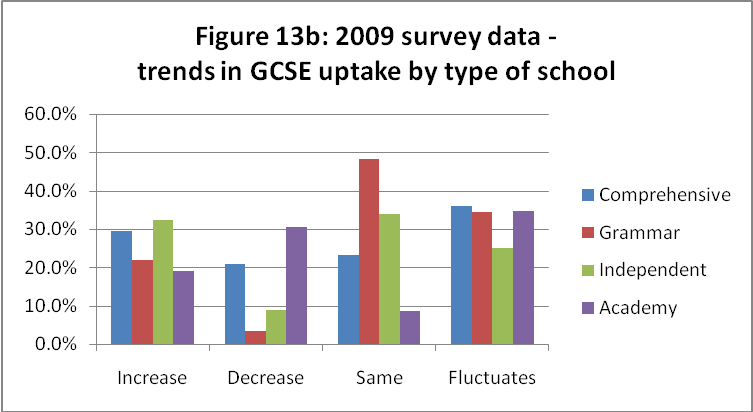 Figure 13b: 2009 survey data -
trends in GCSE uptake by type of school
60.0%
50.0%
40.0%
30.0%
20.0%
10.0%
0.0%
Increase Decrease Same Fluctuates
Comprehensive
Grammar
Independent
Academy